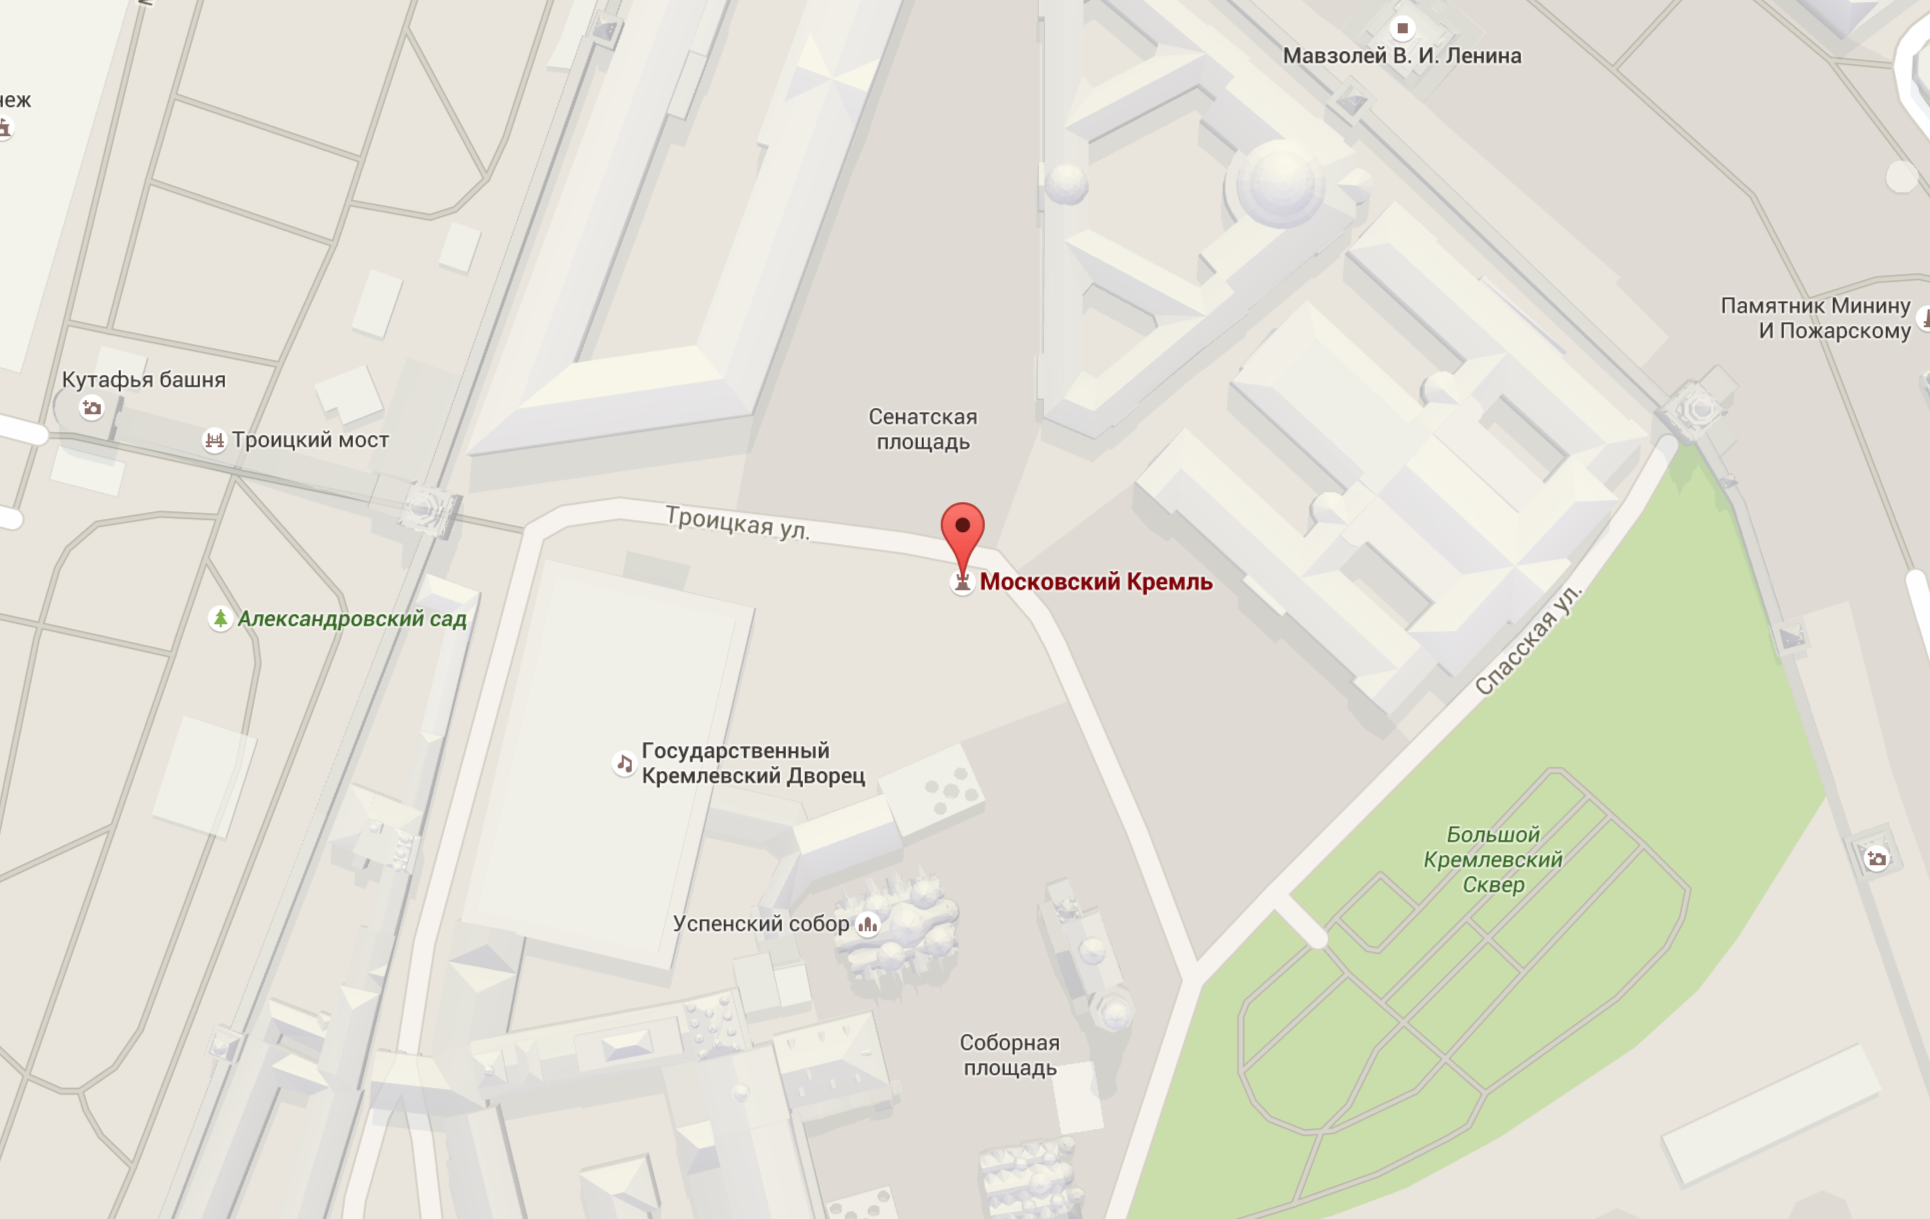 Мавзолей В. И. Ленина
Памятник Минину
И Пожарскому
Кутафья башня
Троицкий мост
Сенатская
площадь
Троицкая ул.
Московский Кремль
Александровский сад
Спасская ул.
Государственный
Кремлевский Дворец
Большой
Кремлевский
Сквер
Успенский собор
Соборная
площадь